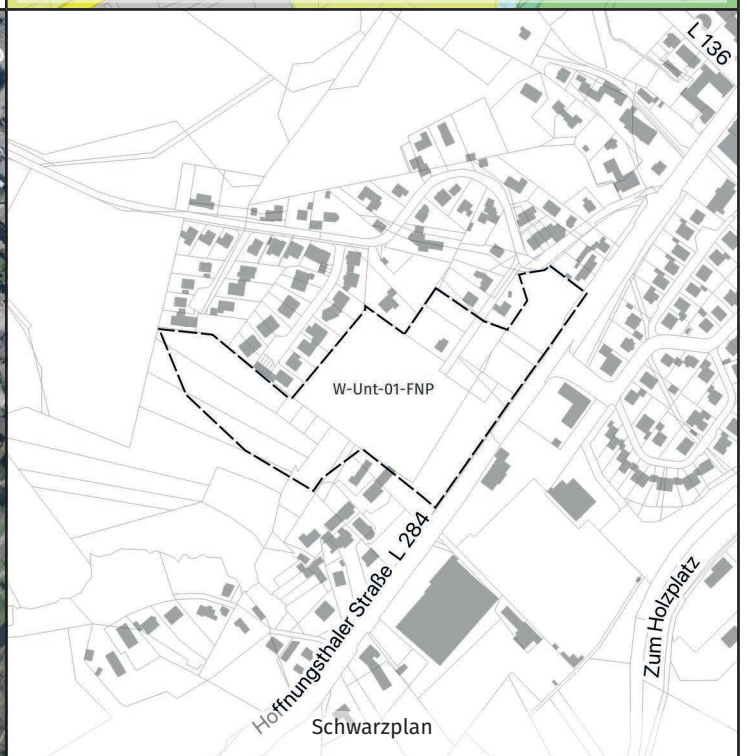 L 136
W-Unt-01-FNP
Hoffnungsthaler Straße L 284
Zum Holzplatz
Schwarzplan